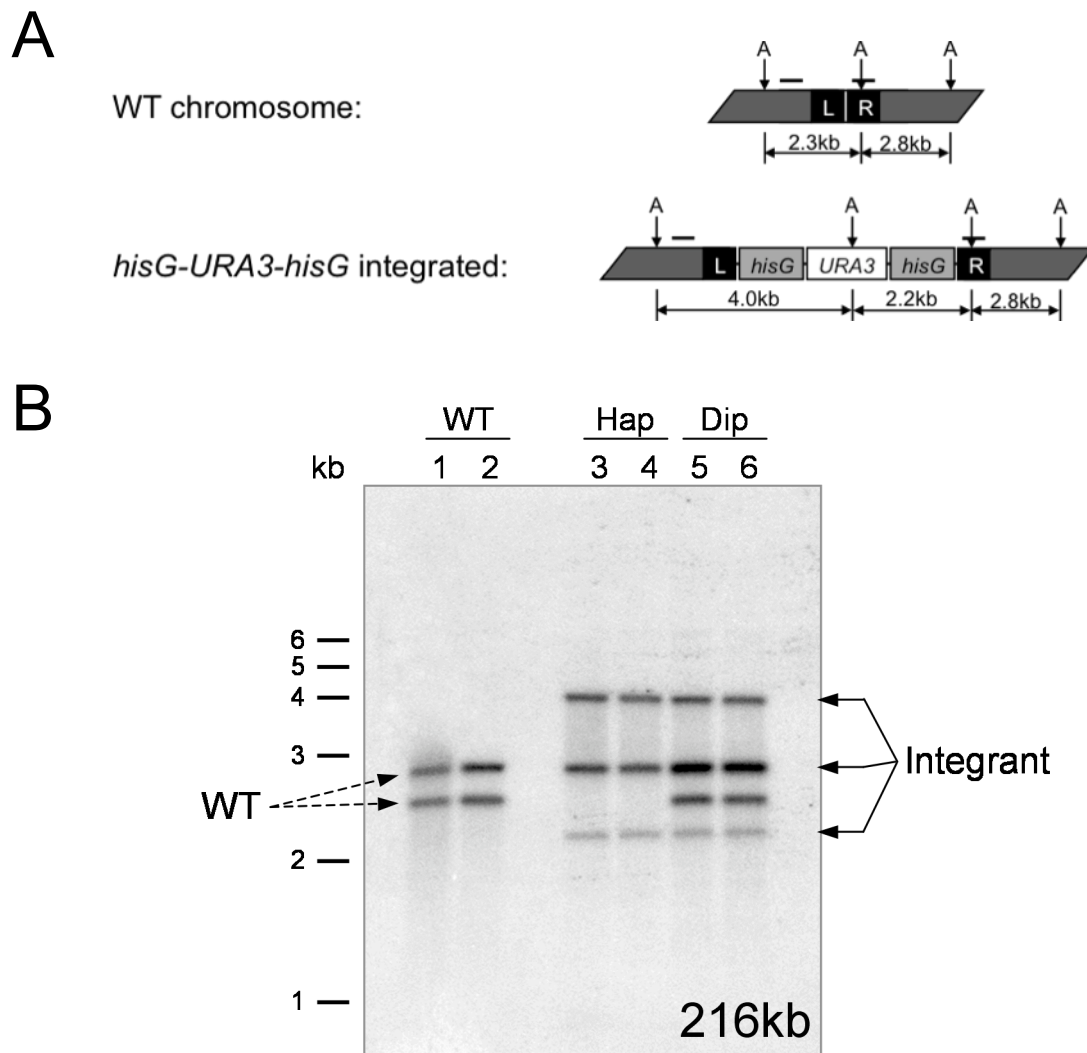 A
A A A
WT chromosome:
L R
2.3kb 2.8kb
A A A A
hisG-URA3-hisG integrated:
L hisG URA3 hisG R
4.0kb 2.2kb 2.8kb
B
WT Hap Dip
kb 1 2 3 4 5 6
6
5
4
3
Integrant
WT
2
1
216kb